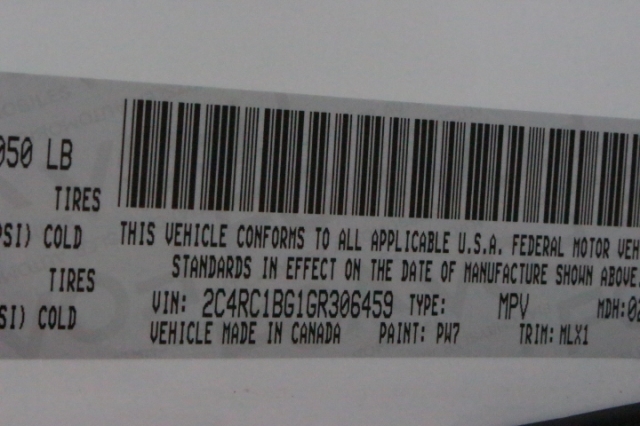 050 LB
TIRES
PSI) COLD
TIRES
SI) COLD
THIS VEHICLE CONFORMS TO ALL APPLICABLE U.S.A. FEDERAL MOTOR VEH
STANDARDS IN EFFECT ON THE DATE OF MANUFACTURE SHOWN ABOVE.
VIN: 2C4RC1BG1GR306459 TYPE: MPV MDH: 02
VEHICLE MADE IN CANADA PAINT: PW7 TRIM: MLX1